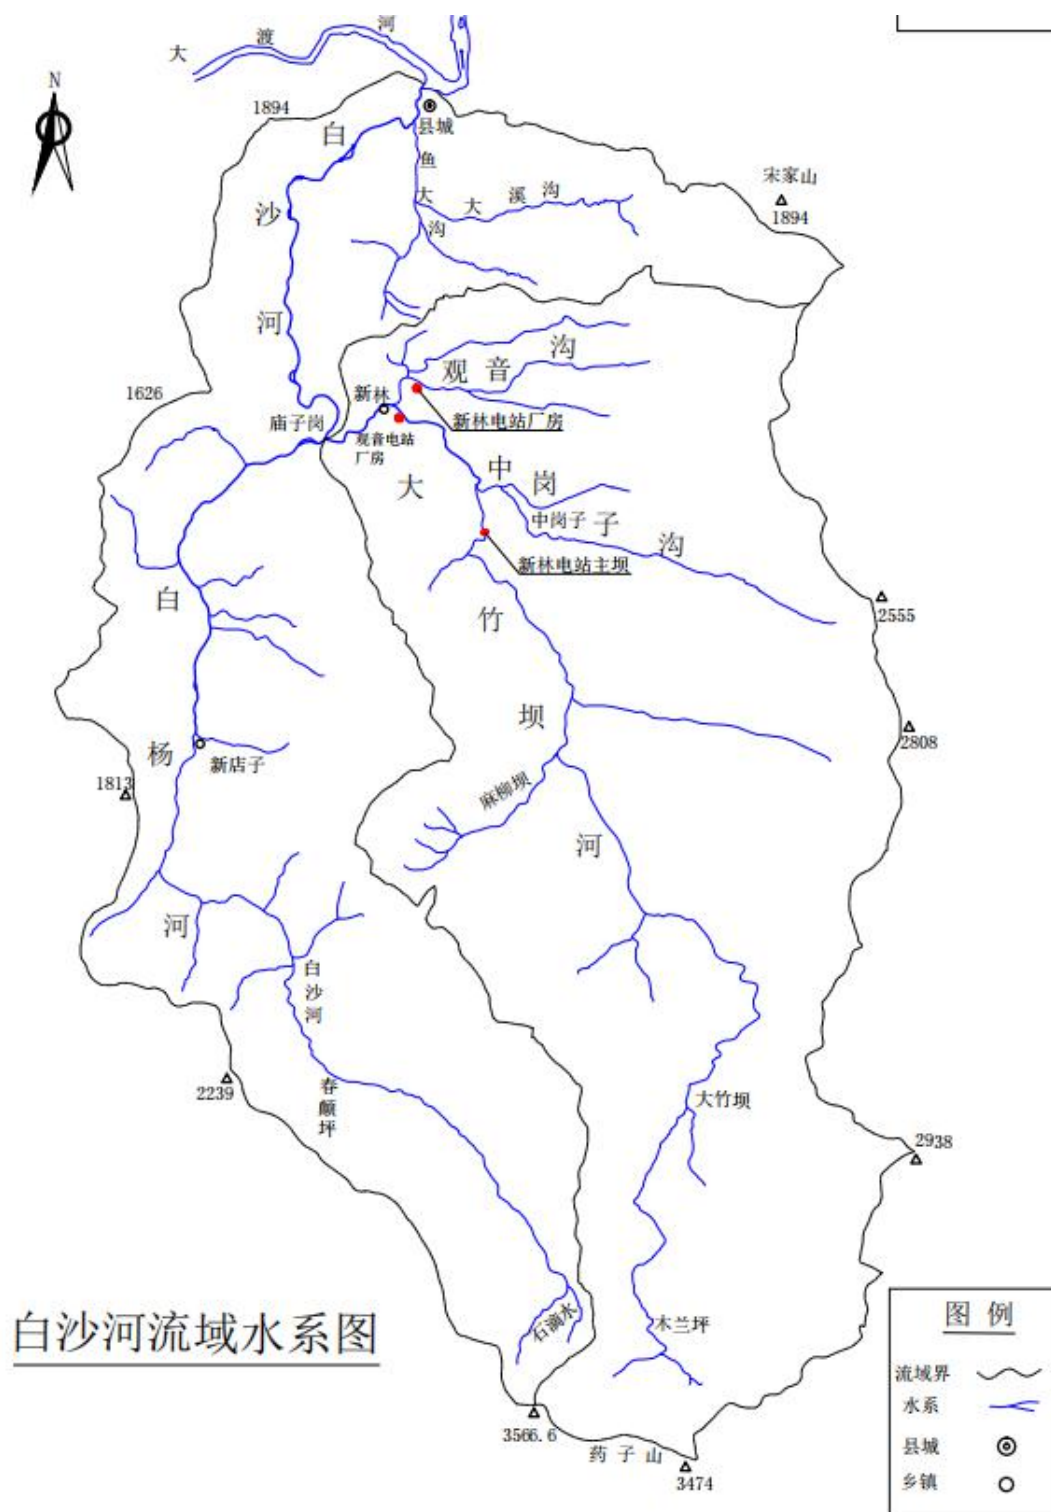 大渡河
N
1894
县城
白沙河
鱼大沟
大溪沟
宋家山
1894
观音沟
1626
新林
庙子岗
新林电站厂房
观音电站
厂房
中岗子沟
中岗子
新林电站主坝
大竹坝河
白杨河
2555
2808
新店子
1813
麻柳坝
白沙河
2239
春颠坪
大竹坝
2938
石滴水
木兰坪
3566.6
药子山
3474
白沙河流域水系图
图例
流域界
水系
县城
乡镇